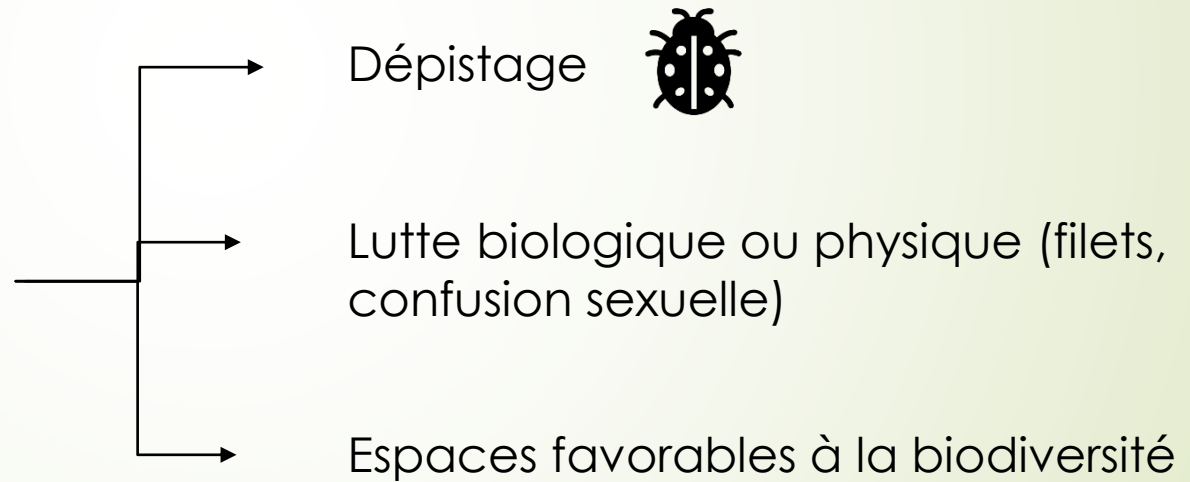 Dépistage
Lutte biologique ou physique (filets,
confusion sexuelle)
Espaces favorables à la biodiversité